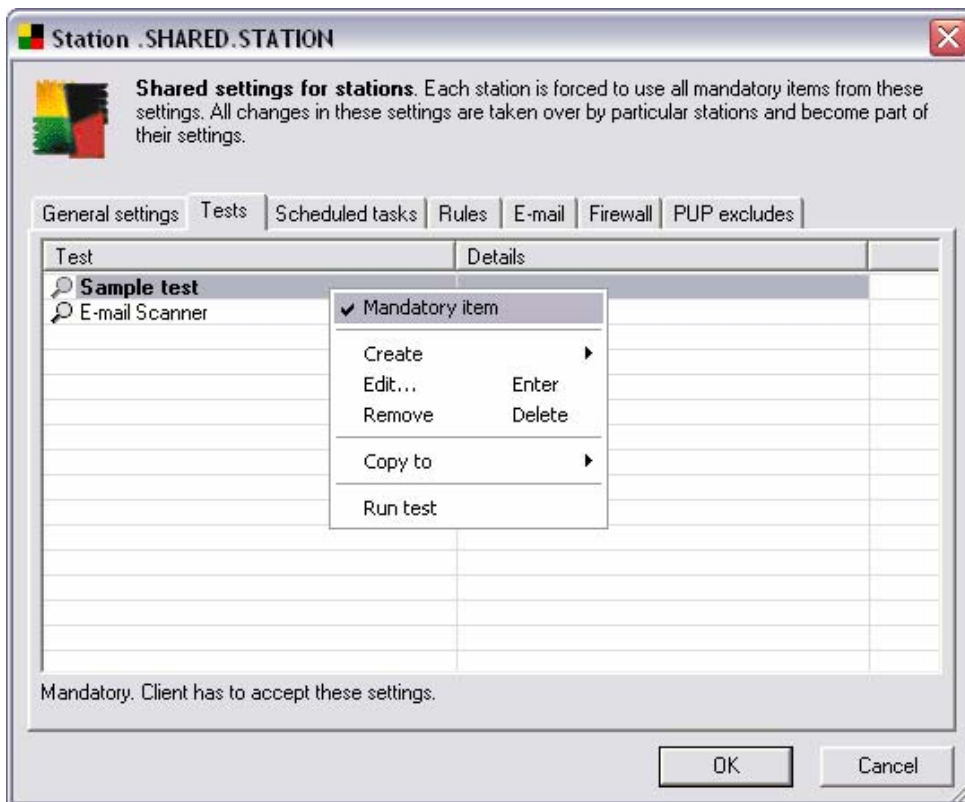 Station .SHARED.STATION
Shared settings for stations. Each station is forced to use all mandatory items from these
settings. All changes in these settings are taken over by particular stations and become part of
their settings.
General settings Tests Scheduled tasks Rules E-mail Firewall PUP excludes
Test Details
Sample test
E-mail Scanner
Mandatory item
Create
Edit... Enter
Remove Delete
Copy to
Run test
Mandatory. Client has to accept these settings.
OK Cancel